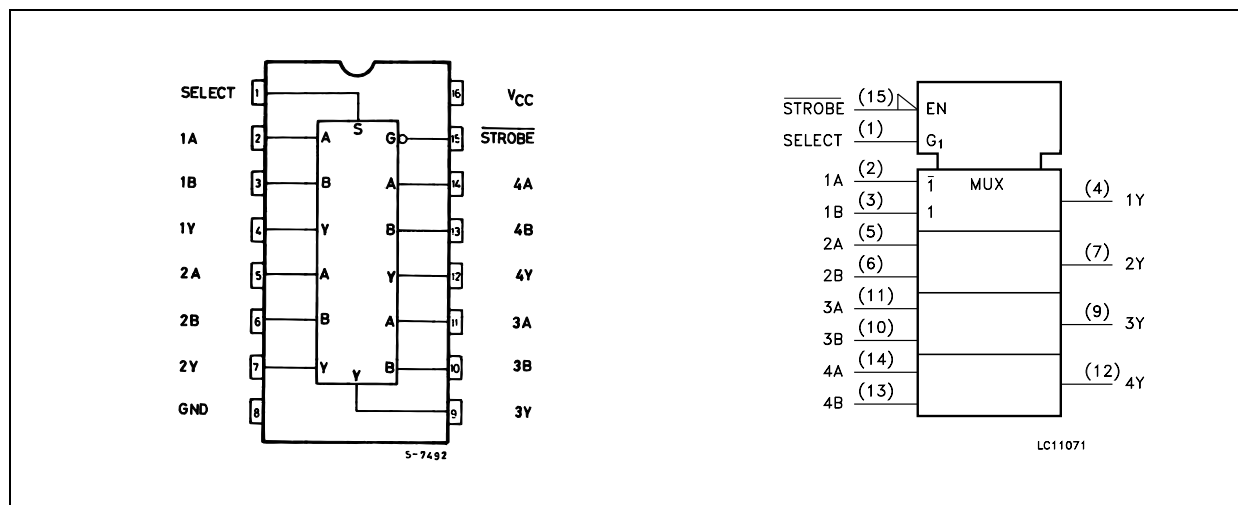 SELECT 1 16 V_CC
S
1A 2 A G 15 S̅T̅R̅O̅B̅E̅
1B 3 B A 14 4A
1Y 4 Y B 13 4B
2A 5 A Y 12 4Y
2B 6 B A 11 3A
2Y 7 Y B 10 3B
Y
GND 8 9 3Y
S-7492
S̅T̅R̅O̅B̅E̅ (15) EN
SELECT (1) G₁
MUX
1A (2) 1̅
(4) 1Y
1B (3) 1
2A (5)
(7) 2Y
2B (6)
3A (11)
(9) 3Y
3B (10)
4A (14)
(12) 4Y
4B (13)
LC11071